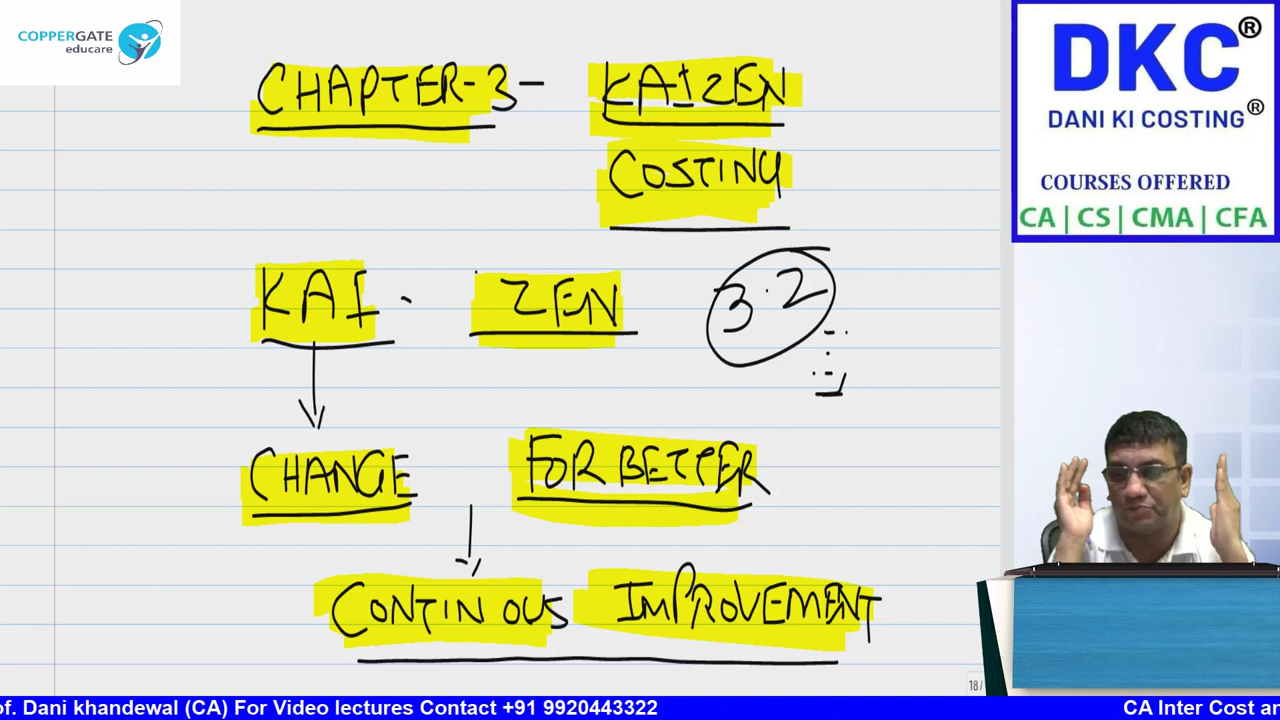 COPPERGATE
educare
CHAPTER-3- KAIZEN
COSTING
KAI - ZEN 3.2
CHANGE FOR BETTER
CONTINOUS IMPROVEMENT
18/
DKC®
DANI KI COSTING®
COURSES OFFERED
CA | CS | CMA | CFA
of. Dani khandewal (CA) For Video lectures Contact +91 9920443322
CA Inter Cost an